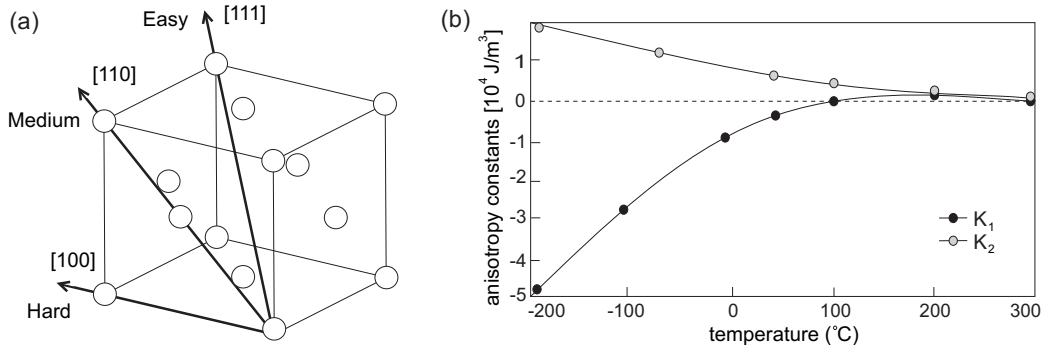 (a)
Easy
[111]
[110]
Medium
[100]
Hard
(b)
anisotropy constants [10⁴ J/m³]
1
0
-1
-2
-3
-4
-5
-200 -100 0 100 200 300
temperature (°C)
K₁
K₂